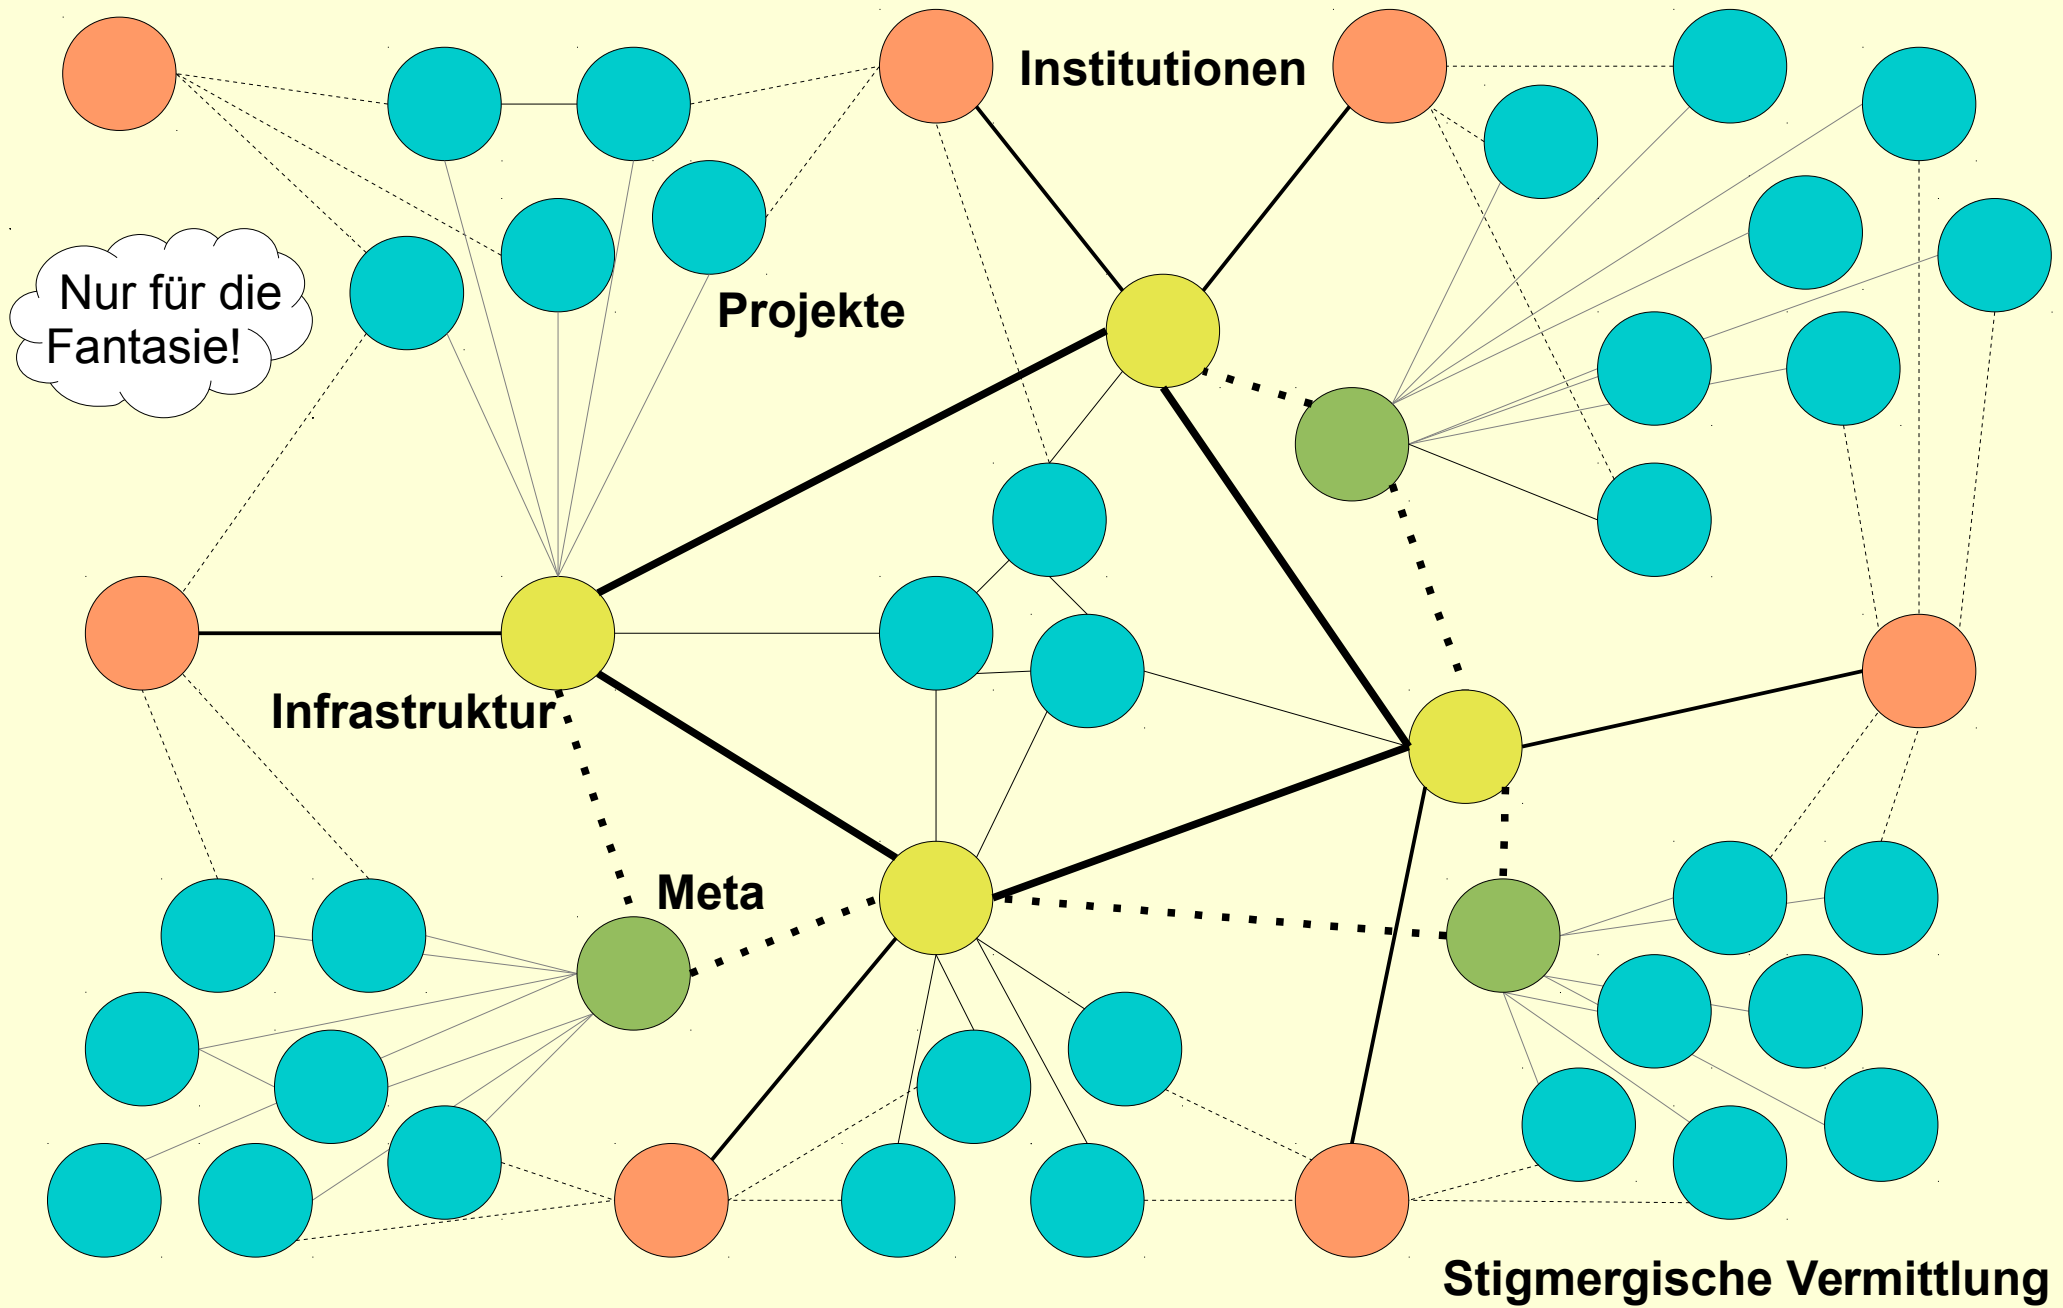 Institutionen
Nur für die
Fantasie!
Projekte
Infrastruktur
Meta
Stigmergische Vermittlung